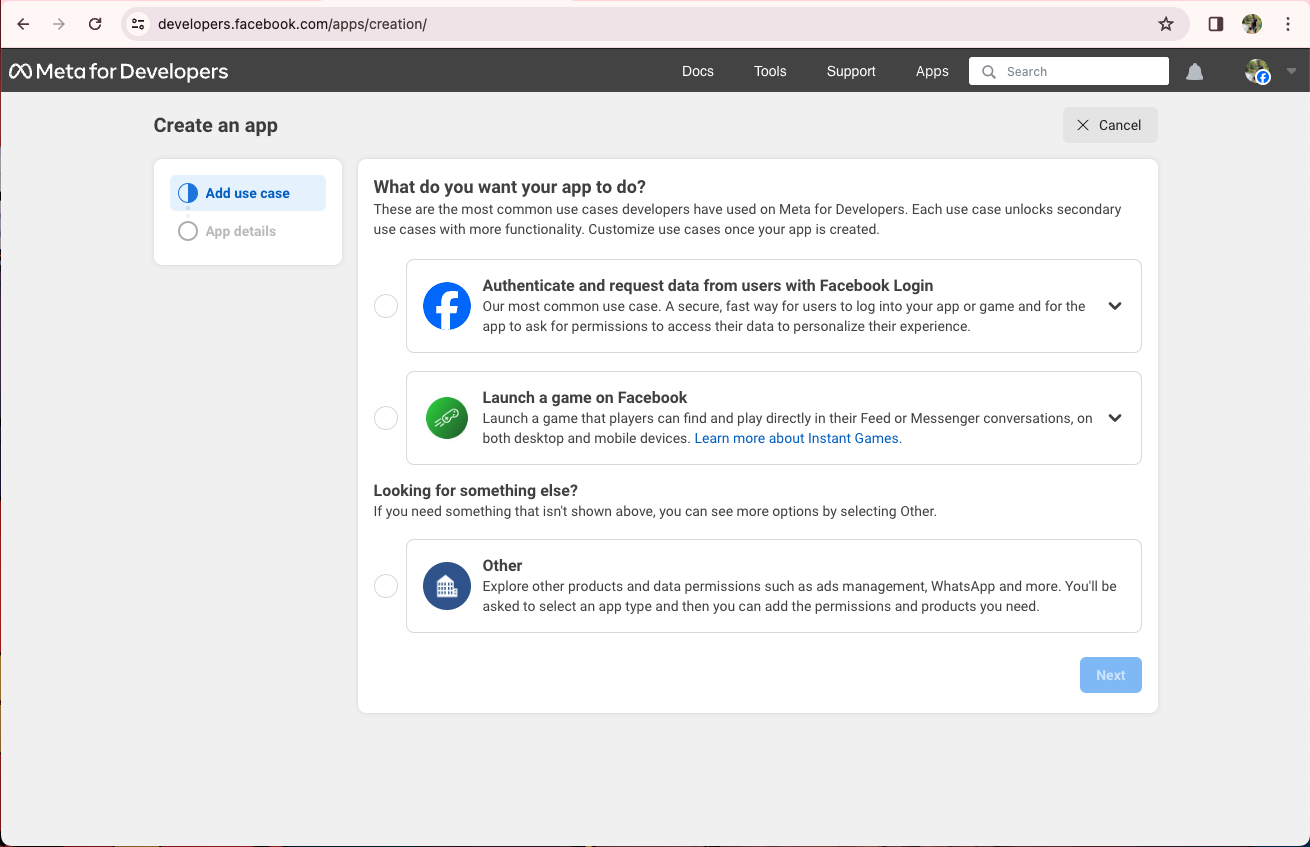 developers.facebook.com/apps/creation/
Meta for Developers
Docs
Tools
Support
Apps
Search
Create an app
Cancel
Add use case
App details
What do you want your app to do?
These are the most common use cases developers have used on Meta for Developers. Each use case unlocks secondary
use cases with more functionality. Customize use cases once your app is created.
Authenticate and request data from users with Facebook Login
Our most common use case. A secure, fast way for users to log into your app or game and for the
app to ask for permissions to access their data to personalize their experience.
Launch a game on Facebook
Launch a game that players can find and play directly in their Feed or Messenger conversations, on
both desktop and mobile devices. Learn more about Instant Games.
Looking for something else?
If you need something that isn't shown above, you can see more options by selecting Other.
Other
Explore other products and data permissions such as ads management, WhatsApp and more. You'll be
asked to select an app type and then you can add the permissions and products you need.
Next